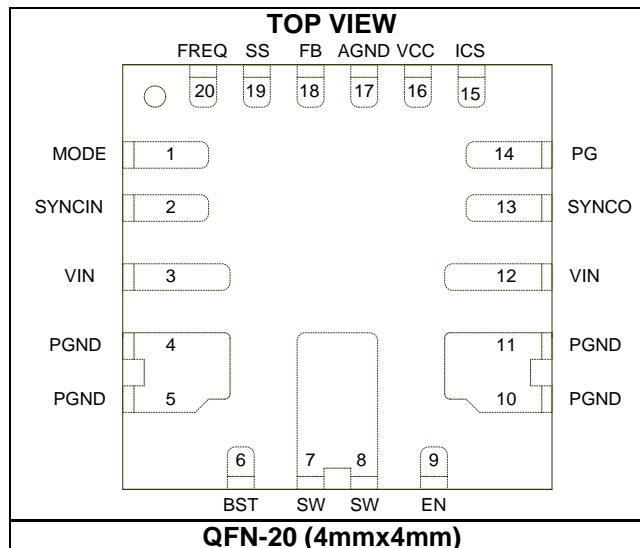 TOP VIEW
FREQ SS FB AGND VCC ICS
20 19 18 17 16 15
MODE 1 14 PG
SYNCIN 2 13 SYNCO
VIN 3 12 VIN
PGND 4 11 PGND
PGND 5 10 PGND
6 7 8 9
BST SW SW EN
QFN-20 (4mmx4mm)